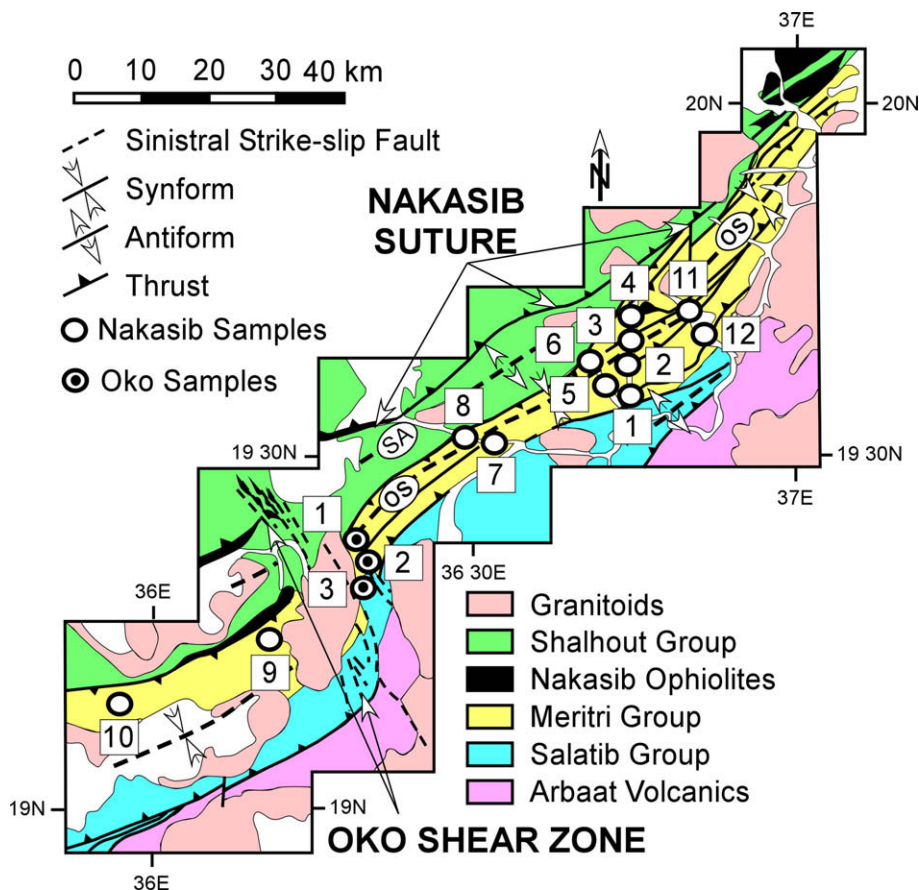 37E
0 10 20 30 40 km
20N
20N
Sinistral Strike-slip Fault
Synform
Antiform
Thrust
Nakasib Samples
Oko Samples
N
NAKASIB
SUTURE
OS
4
11
3
6
12
2
5
8
1
SA
7
19 30N
19 30N
37E
OS
1
2
36 30E
3
36E
9
10
Granitoids
Shalhout Group
Nakasib Ophiolites
Meritri Group
Salatib Group
Arbaat Volcanics
19N
19N
OKO SHEAR ZONE
36E